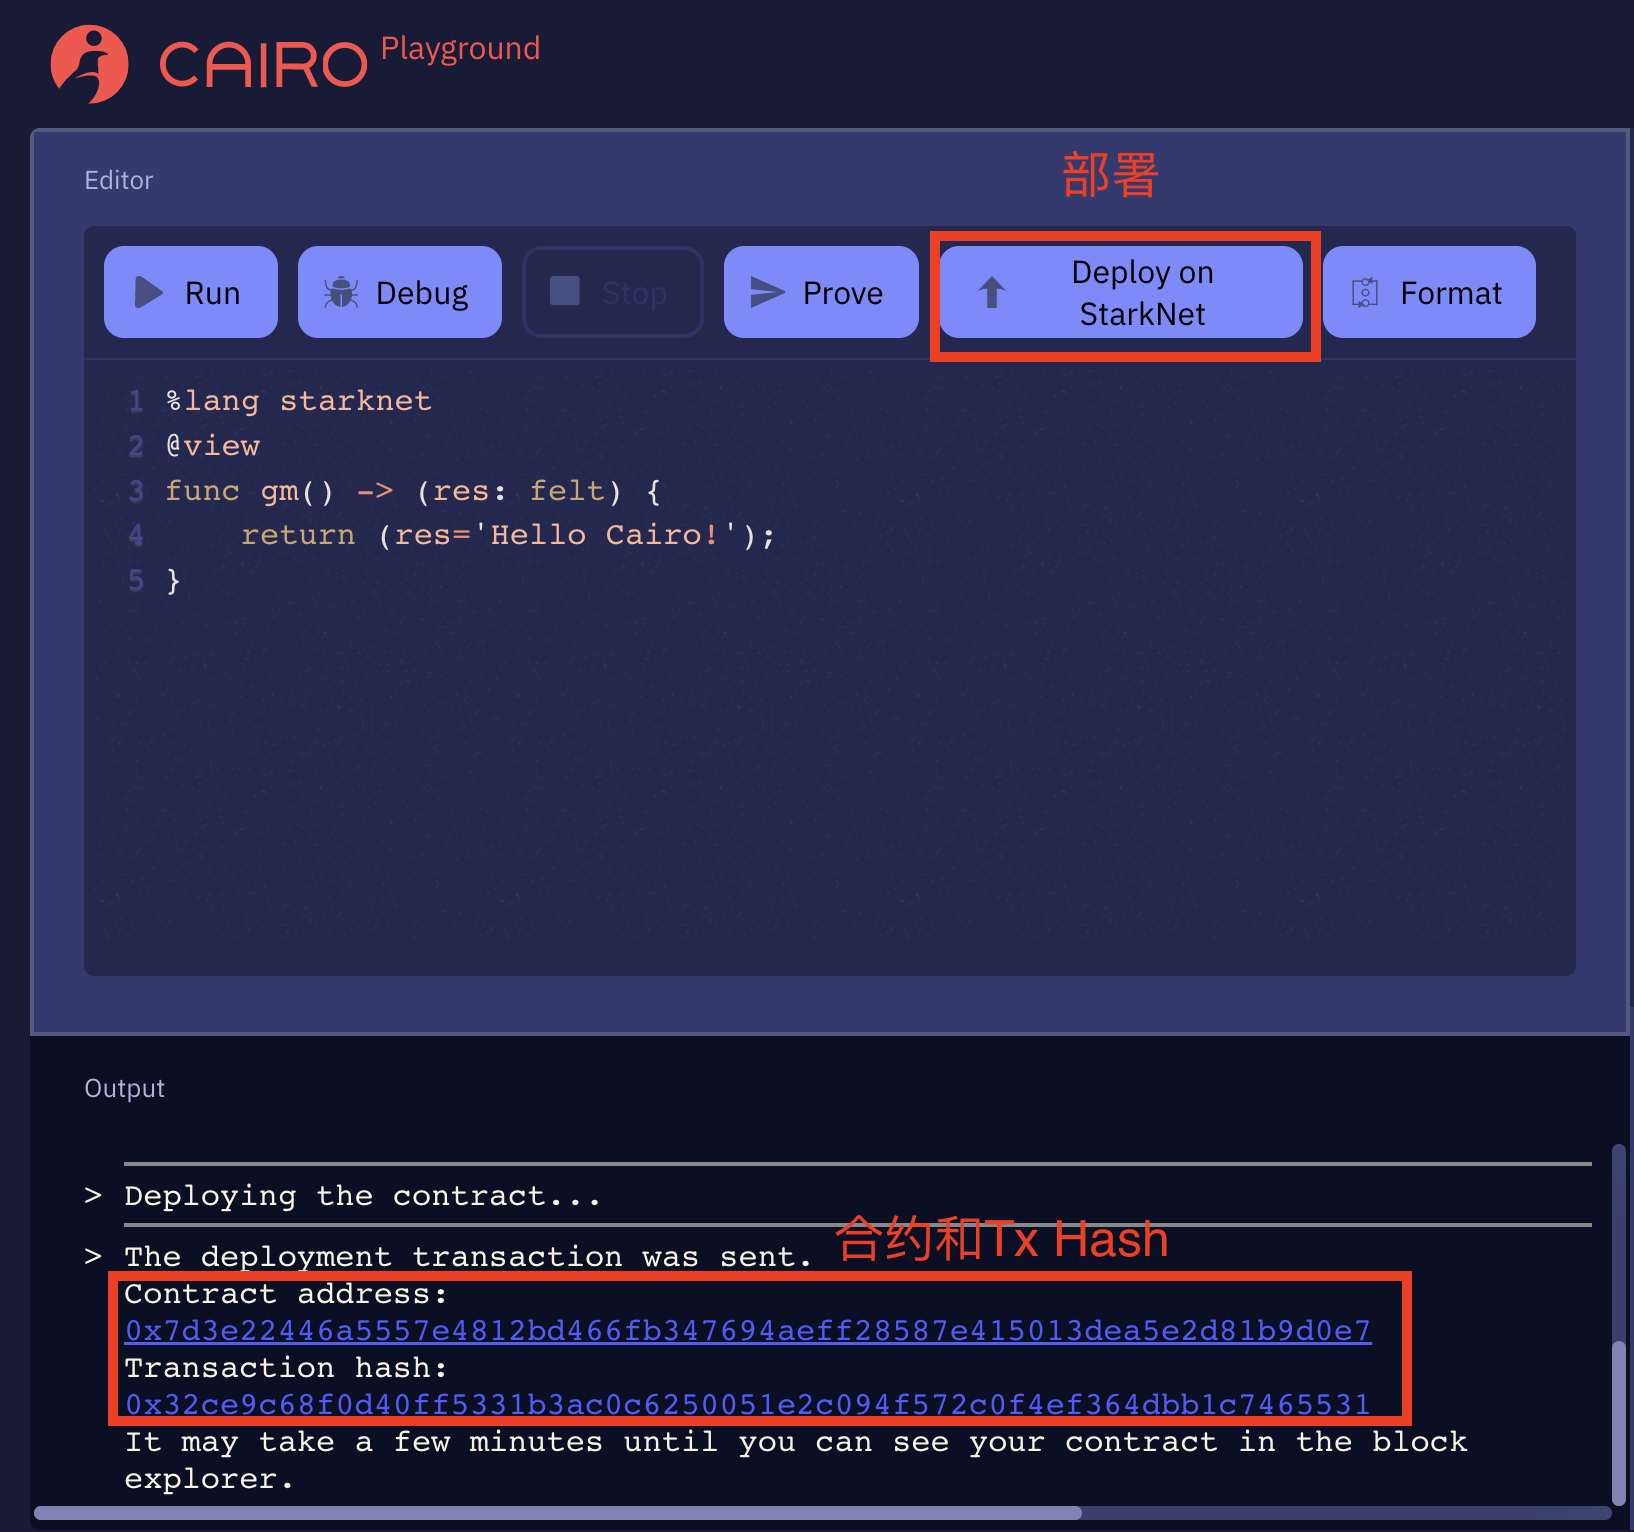 CAIRO Playground
Editor
部署
Run
Debug
Stop
Prove
Deploy on
StarkNet
Format
1 %lang starknet
2 @view
3 func gm() -> (res: felt) {
4     return (res='Hello Cairo!');
5 }
Output
> Deploying the contract...
合约和Tx Hash
> The deployment transaction was sent.
Contract address:
0x7d3e22446a5557e4812bd466fb347694aeff28587e415013dea5e2d81b9d0e7
Transaction hash:
0x32ce9c68f0d40ff5331b3ac0c6250051e2c094f572c0f4ef364dbb1c7465531
It may take a few minutes until you can see your contract in the block
explorer.